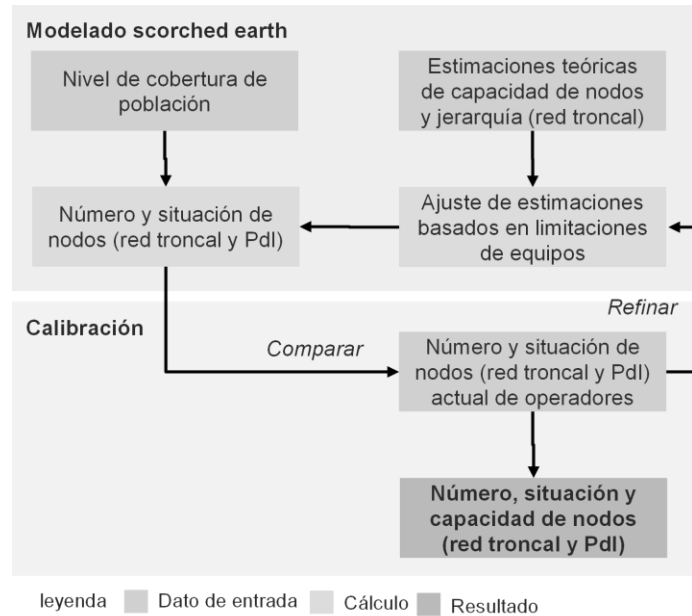 Modelado scorched earth
Nivel de cobertura de
población
Estimaciones teóricas
de capacidad de nodos
y jerarquía (red troncal)
Número y situación de
nodos (red troncal y PdI)
Ajuste de estimaciones
basados en limitaciones
de equipos
Refinar
Calibración
Comparar
Número y situación de
nodos (red troncal y PdI)
actual de operadores
Número, situación y
capacidad de nodos
(red troncal y PdI)
leyenda Dato de entrada Cálculo Resultado